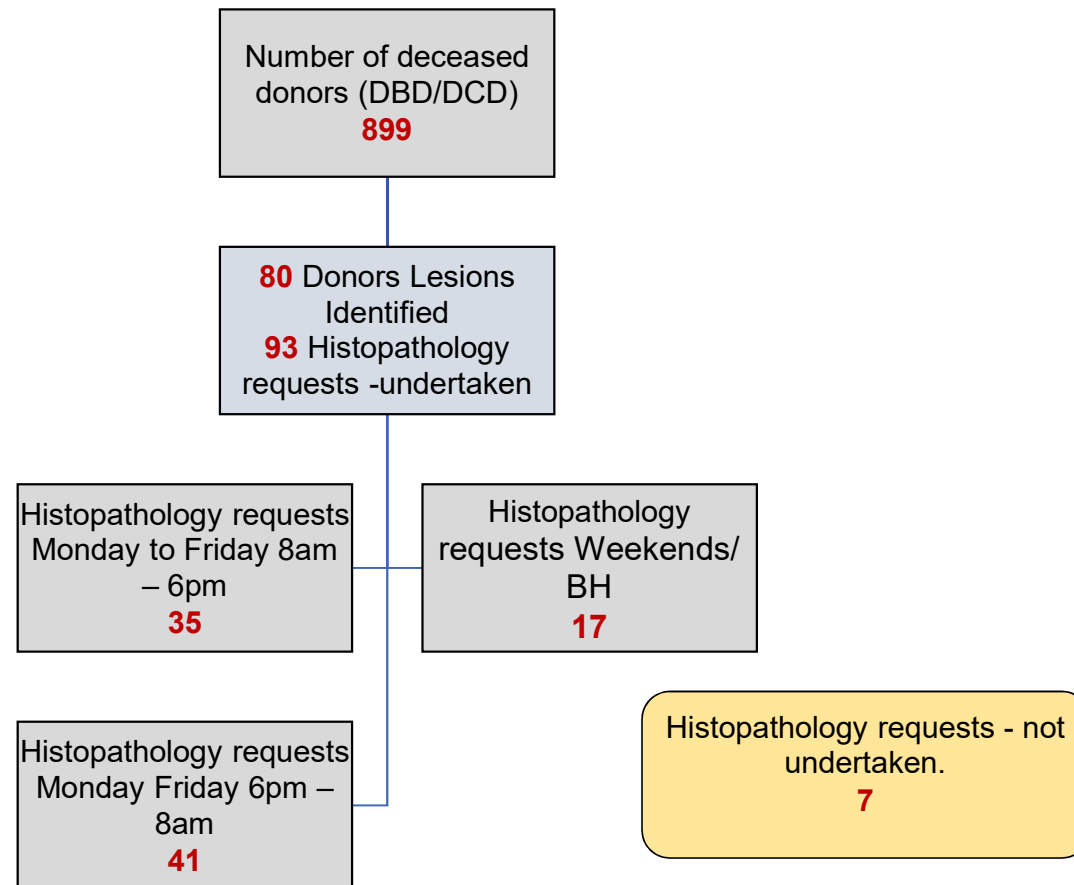 Number of deceased
donors (DBD/DCD)
899
80 Donors Lesions
Identified
93 Histopathology
requests -undertaken
Histopathology requests
Monday to Friday 8am
– 6pm
35
Histopathology
requests Weekends/
BH
17
Histopathology requests
Monday Friday 6pm –
8am
41
Histopathology requests - not
undertaken.
7